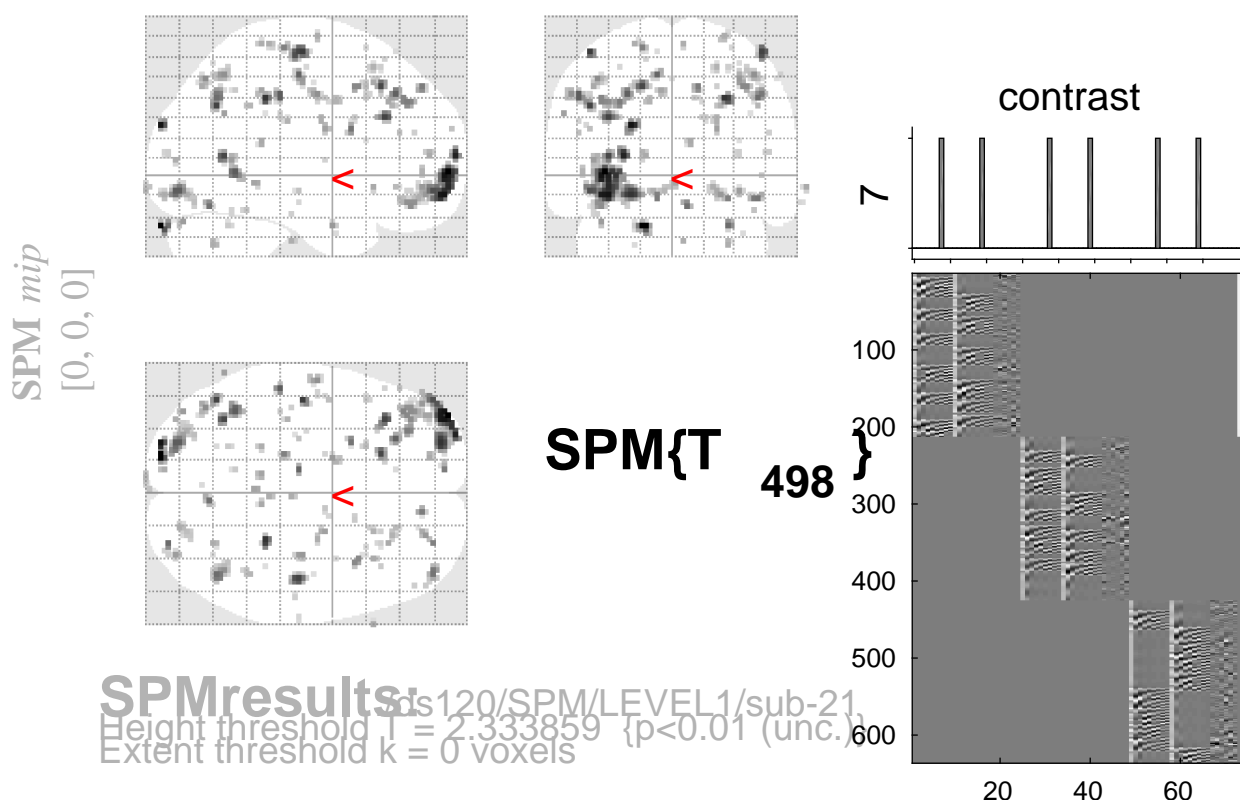 SPM mip
[0, 0, 0]
<
<
<
SPM{T 498 }
SPMresults: /ds120/SPM/LEVEL1/sub-21
Height threshold T = 2.333859 {p<0.01 (unc.)}
Extent threshold k = 0 voxels
contrast
7
100
200
300
400
500
600
20 40 60